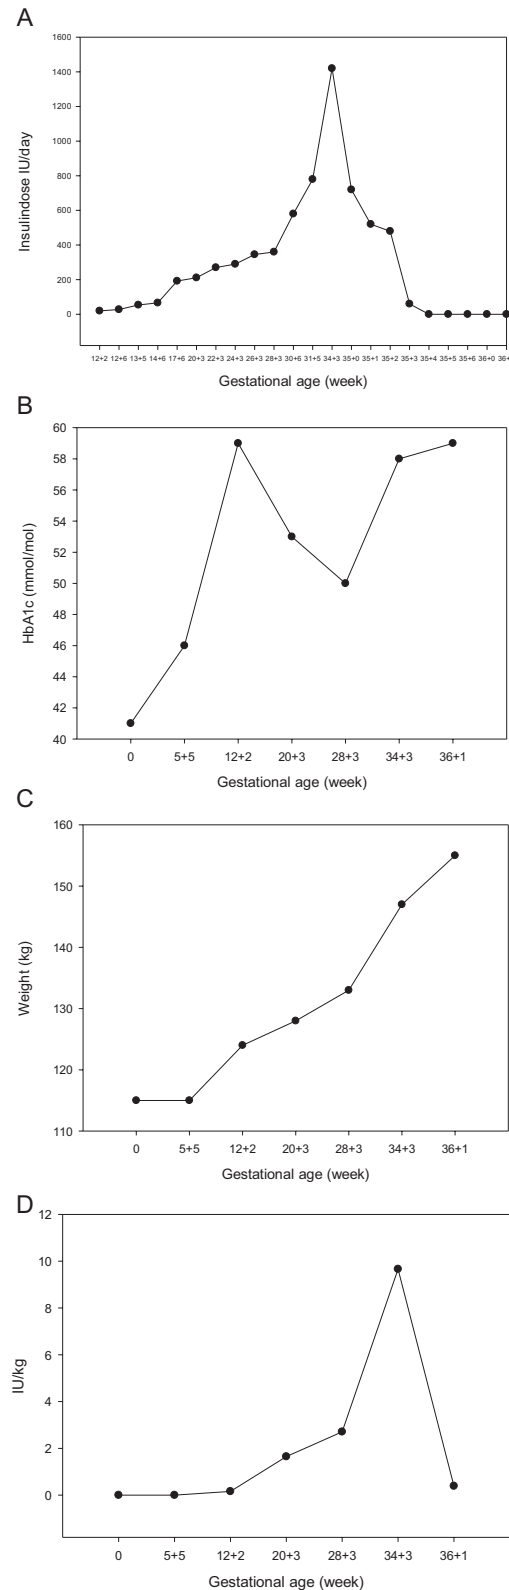 A
1600
1400
1200
1000
800
600
400
200
0
Insulindose IU/day
12+2 12+6 13+5 14+6 17+6 20+3 22+3 24+3 26+3 28+3 30+6 31+5 34+3 35+0 35+1 35+2 35+3 35+4 35+5 35+6 36+0
Gestational age (week)
B
60
58
56
54
52
50
48
46
44
42
40
HbA1c (mmol/mol)
0 5+5 12+2 20+3 28+3 34+3 36+1
Gestational age (week)
C
160
150
140
130
120
110
Weight (kg)
0 5+5 12+2 20+3 28+3 34+3 36+1
Gestational age (week)
D
12
10
8
6
4
2
0
IU/kg
0 5+5 12+2 20+3 28+3 34+3 36+1
Gestational age (week)